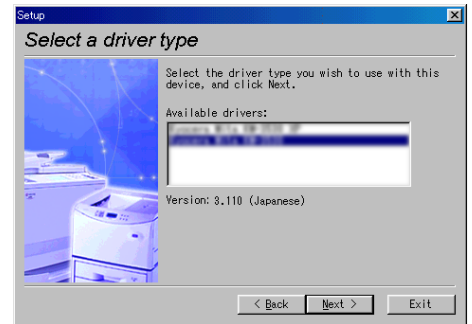 Setup
Select a driver type
Select the driver type you wish to use with this
device, and click Next.
Available drivers:
Version: 3.110 (Japanese)
< Back
Next >
Exit